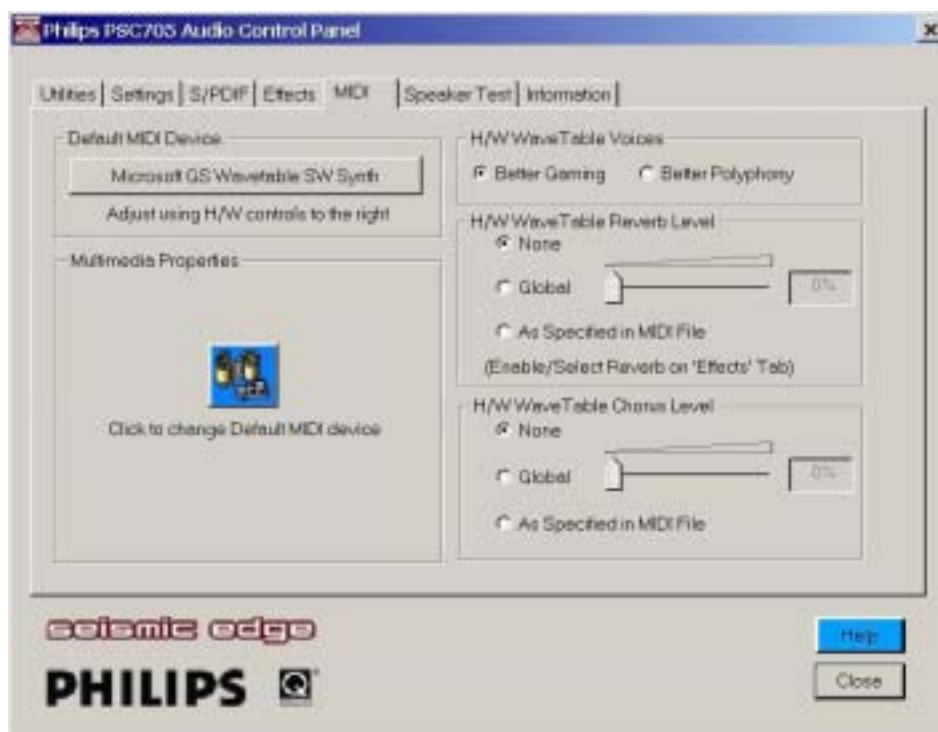 Philips PSC705 Audio Control Panel
Utilities
Settings
S/PDIF
Effects
MIDI
Speaker Test
Information
Default MIDI Device
Microsoft GS Wavetable SW Synth
Adjust using H/W controls to the right
Multimedia Properties
Click to change Default MIDI device
H/W WaveTable Voices
Better Gaming
Better Polyphony
H/W WaveTable Reverb Level
None
Global
0%
As Specified in MIDI File
(Enable/Select Reverb on 'Effects' Tab)
H/W WaveTable Chorus Level
None
Global
0%
As Specified in MIDI File
seismic edge
PHILIPS Q
Help
Close